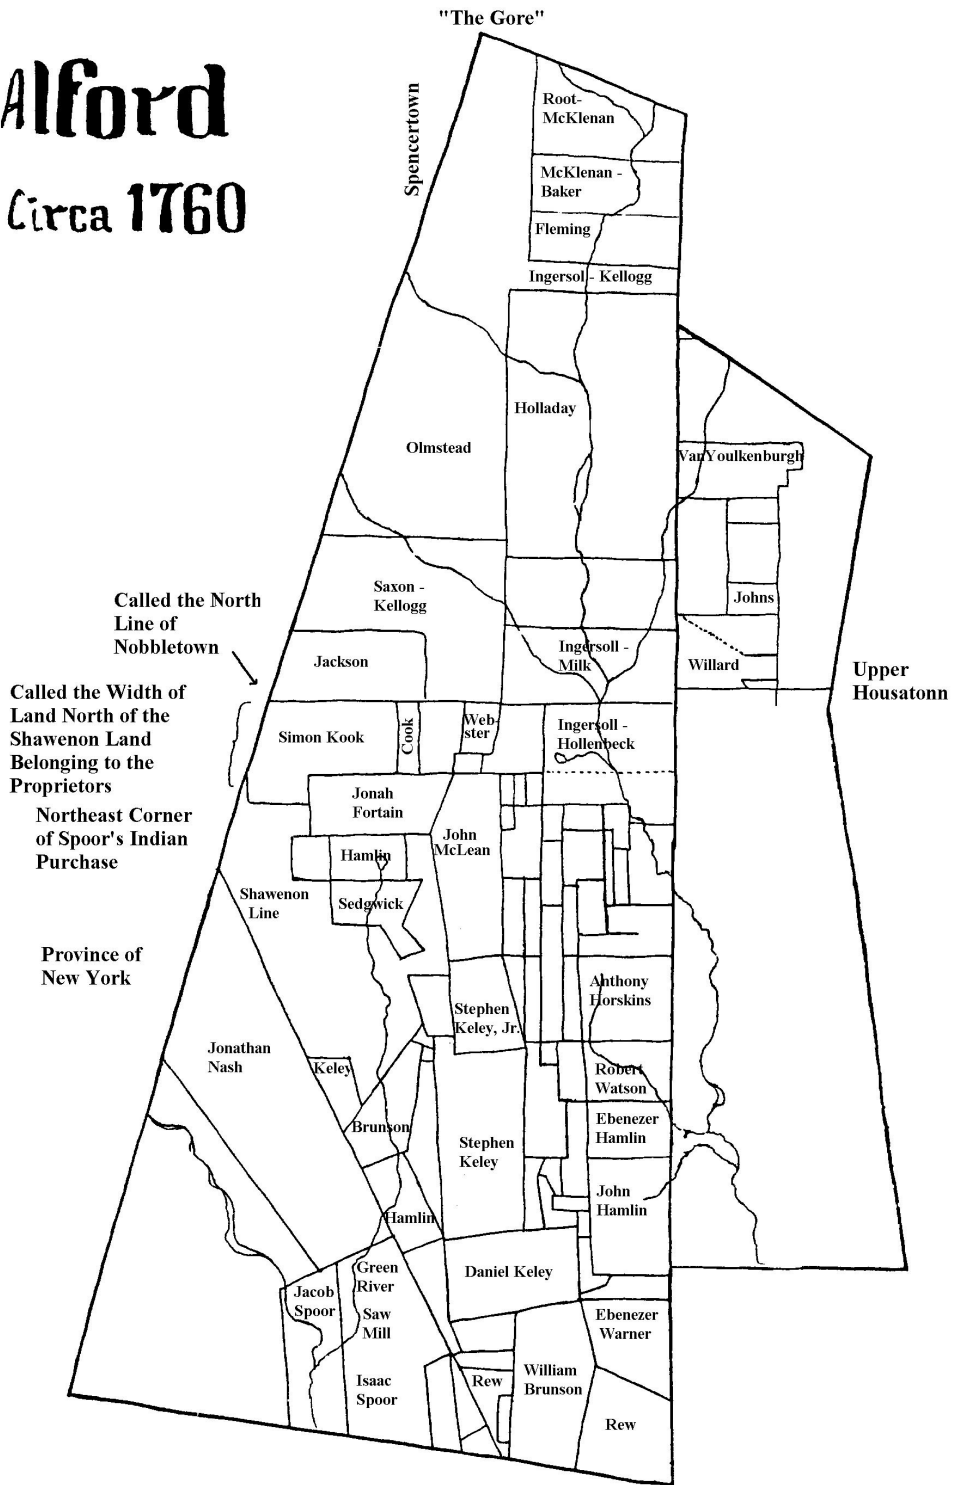 "The Gore"
Alford
Circa 1760
Spencertown
Root-
McKlenan
McKlenan -
Baker
Fleming
Ingersol - Kellogg
Holladay
Olmstead
VanYoulkenburgh
Saxon -
Kellogg
Johns
Called the North
Line of
Nobbletown
Jackson
Ingersoll -
Milk
Willard
Upper
Housatonn
Called the Width of
Land North of the
Shawenon Land
Belonging to the
Proprietors
Simon Kook
Cook
Web-
ster
Ingersoll -
Hollenbeck
Northeast Corner
of Spoor's Indian
Purchase
Jonah
Fortain
John
McLean
Hamlin
Shawenon
Line
Sedgwick
Province of
New York
Anthony
Horskins
Stephen
Keley, Jr.
Jonathan
Nash
Keley
Robert
Watson
Brunson
Stephen
Keley
Ebenezer
Hamlin
John
Hamlin
Hamlin
Daniel Keley
Green
River
Jacob
Spoor
Saw
Mill
Ebenezer
Warner
Isaac
Spoor
Rew
William
Brunson
Rew